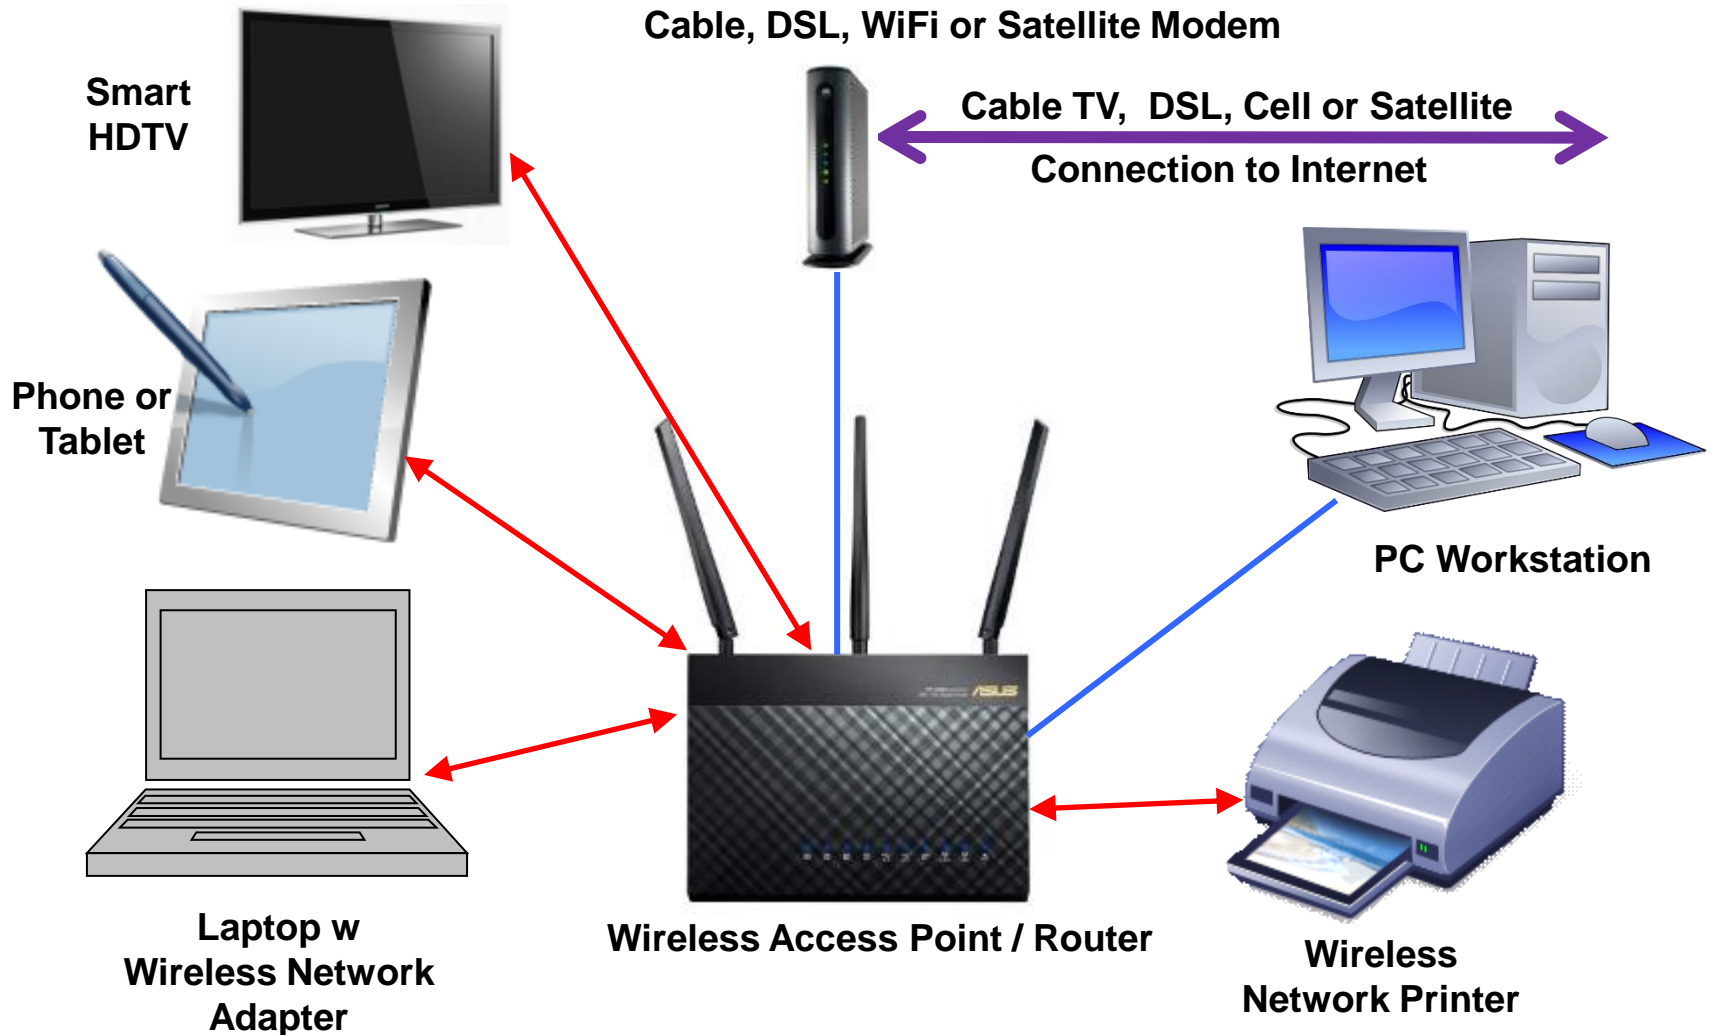 Cable, DSL, WiFi or Satellite Modem
Smart
HDTV
Cable TV,  DSL, Cell or Satellite
Connection to Internet
Phone or
Tablet
PC Workstation
ASUS
Laptop w
Wireless Network
Adapter
Wireless Access Point / Router
Wireless
Network Printer